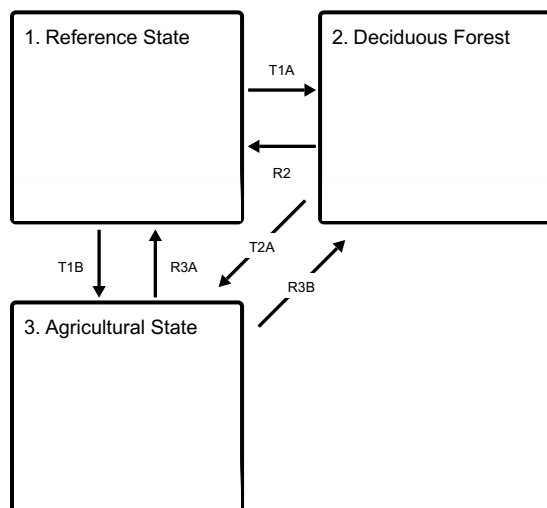 1. Reference State
2. Deciduous Forest
T1A
R2
T2A
T1B
R3A
R3B
3. Agricultural State